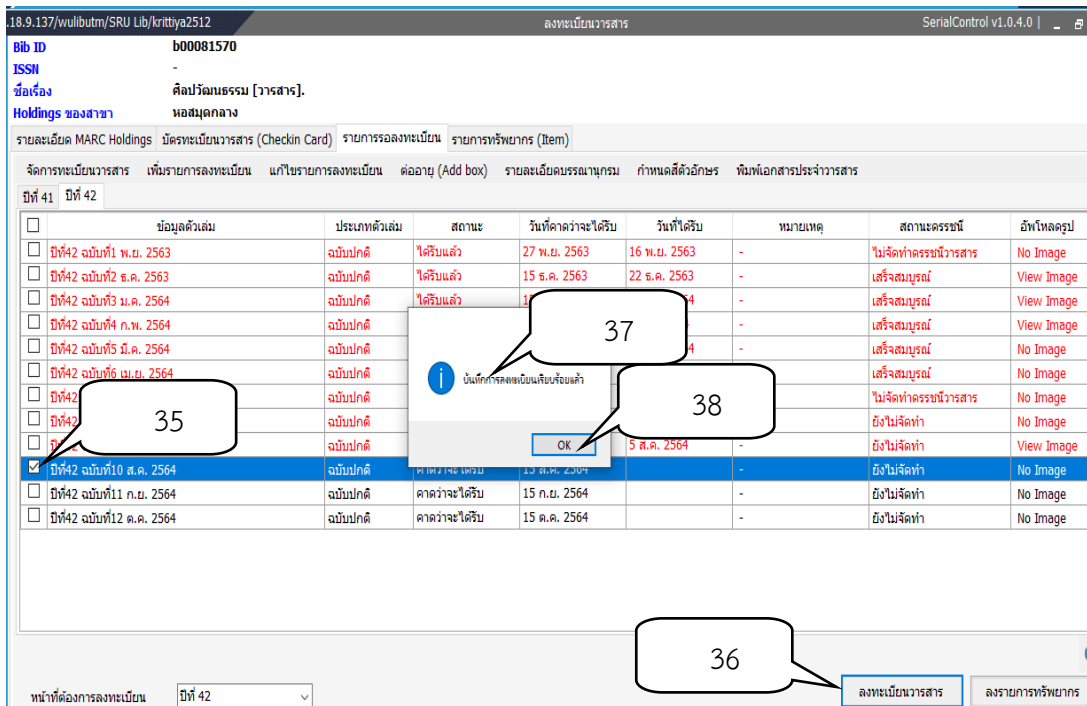 .18.9.137/wulibutm/SRU Lib/krittiya2512 ลงทะเบียนวารสาร SerialControl v1.0.4.0 |
Bib ID b00081570
ISSN -
ชื่อเรื่อง ศิลปวัฒนธรรม [วารสาร].
Holdings ของสาขา หอสมุดกลาง
รายละเอียด MARC Holdings บัตรทะเบียนวารสาร (Checkin Card) รายการรอลงทะเบียน รายการทรัพยากร (Item)
จัดการทะเบียนวารสาร เพิ่มรายการลงทะเบียน แก้ไขรายการลงทะเบียน ต่ออายุ (Add box) รายละเอียดบรรณานุกรม กำหนดสีตัวอักษร พิมพ์เอกสารประจำวารสาร
ปีที่ 41 ปีที่ 42
ข้อมูลตัวเล่ม ประเภทตัวเล่ม สถานะ วันที่คาดว่าจะได้รับ วันที่ได้รับ หมายเหตุ สถานะดรรชนี อัพโหลดรูป
ปีที่42 ฉบับที่1 พ.ย. 2563 ฉบับปกติ ได้รับแล้ว 27 พ.ย. 2563 16 พ.ย. 2563 - ไม่จัดทำดรรชนีวารสาร No Image
ปีที่42 ฉบับที่2 ธ.ค. 2563 ฉบับปกติ ได้รับแล้ว 15 ธ.ค. 2563 22 ธ.ค. 2563 - เสร็จสมบูรณ์ View Image
ปีที่42 ฉบับที่3 ม.ค. 2564 ฉบับปกติ ได้รับแล้ว - เสร็จสมบูรณ์ View Image
ปีที่42 ฉบับที่4 ก.พ. 2564 ฉบับปกติ - เสร็จสมบูรณ์ View Image
37
ปีที่42 ฉบับที่5 มี.ค. 2564 ฉบับปกติ - เสร็จสมบูรณ์ No Image
ปีที่42 ฉบับที่6 เม.ย. 2564 ฉบับปกติ บันทึกการลงทะเบียนเรียบร้อยแล้ว เสร็จสมบูรณ์ No Image
ปีที่42 ฉบับปกติ ไม่จัดทำดรรชนีวารสาร No Image
35 38
ปีที่42 ฉบับปกติ ยังไม่จัดทำ No Image
ฉบับปกติ OK 5 ส.ค. 2564 - ยังไม่จัดทำ View Image
ปีที่42 ฉบับที่10 ส.ค. 2564 ฉบับปกติ คาดว่าจะได้รับ 15 ส.ค. 2564 - ยังไม่จัดทำ No Image
ปีที่42 ฉบับที่11 ก.ย. 2564 ฉบับปกติ คาดว่าจะได้รับ 15 ก.ย. 2564 - ยังไม่จัดทำ No Image
ปีที่42 ฉบับที่12 ต.ค. 2564 ฉบับปกติ คาดว่าจะได้รับ 15 ต.ค. 2564 - ยังไม่จัดทำ No Image
36
หน้าที่ต้องการลงทะเบียน ปีที่ 42 ลงทะเบียนวารสาร ลงรายการทรัพยากร